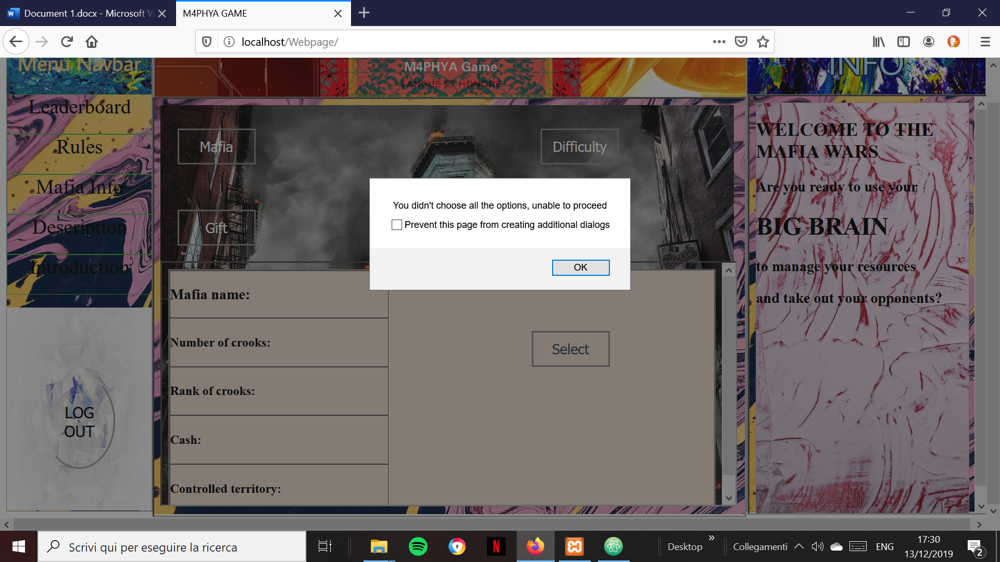 Document 1.docx - Microsoft W
M4PHYA GAME
localhost/Webpage/
Menu Navbar
M4PHYA Game
SANGUE ET HONORE
INFO
Leaderboard
Rules
Mafia Info
Description
Introduction
LOG
OUT
Mafia
Difficulty
Gift
You didn't choose all the options, unable to proceed
Prevent this page from creating additional dialogs
OK
Mafia name:
Number of crooks:
Rank of crooks:
Cash:
Controlled territory:
Select
WELCOME TO THE
MAFIA WARS
Are you ready to use your
BIG BRAIN
to manage your resources
and take out your opponents?
Scrivi qui per eseguire la ricerca
Desktop
Collegamenti
ENG
17:30
13/12/2019
2